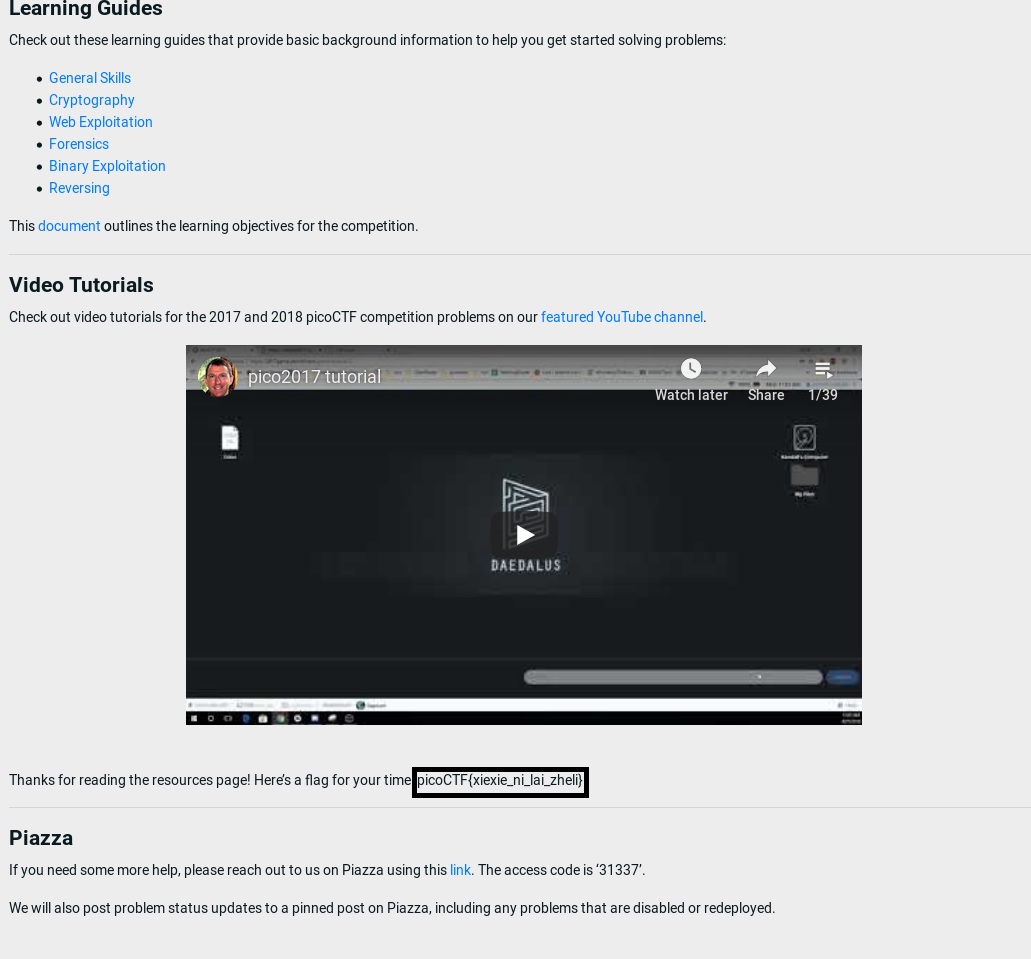 Learning Guides
Check out these learning guides that provide basic background information to help you get started solving problems:
General Skills
Cryptography
Web Exploitation
Forensics
Binary Exploitation
Reversing
This document outlines the learning objectives for the competition.
Video Tutorials
Check out video tutorials for the 2017 and 2018 picoCTF competition problems on our featured YouTube channel.
pico2017 tutorial
Watch later Share 1/39
My Files
DAEDALUS
Thanks for reading the resources page! Here’s a flag for your time picoCTF{xiexie_ni_lai_zheli}
Piazza
If you need some more help, please reach out to us on Piazza using this link. The access code is ‘31337’.
We will also post problem status updates to a pinned post on Piazza, including any problems that are disabled or redeployed.